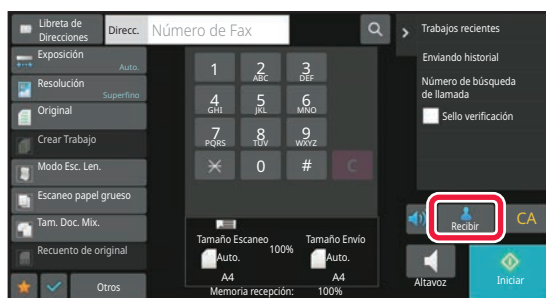 Libreta de
Direcciones
Direcc.
Número de Fax
Trabajos recientes
Exposición
Auto.
Enviando historial
Resolución
Superfino
Número de búsqueda
de llamada
Original
Sello verificación
Crear Trabajo
Modo Esc. Len.
Escaneo papel
grueso
Tam. Doc. Mix.
Recuento de
original
Otros
1
2
ABC
3
DEF
4
GHI
5
JKL
6
MNO
7
PQRS
8
TUV
9
WXYZ
0
#
C
Tamaño Escaneo
100%
Tamaño Envío
Auto.
Auto.
A4
A4
Memoria recepción: 100%
Recibir
CA
Altavoz
Iniciar